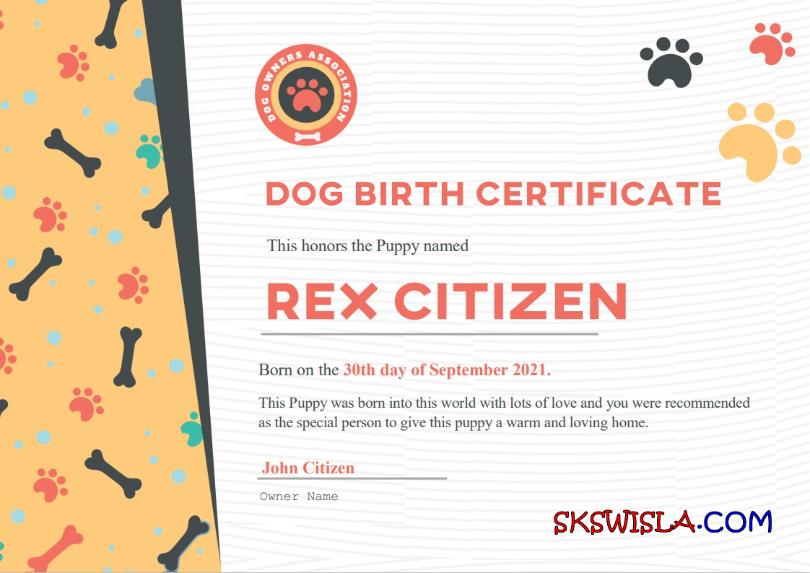 DOG OWNERS ASSOCIATION
DOG BIRTH CERTIFICATE
This honors the Puppy named
REX CITIZEN
Born on the 30th day of September 2021.
This Puppy was born into this world with lots of love and you were recommended
as the special person to give this puppy a warm and loving home.
John Citizen
Owner Name
SKSWISLA.COM